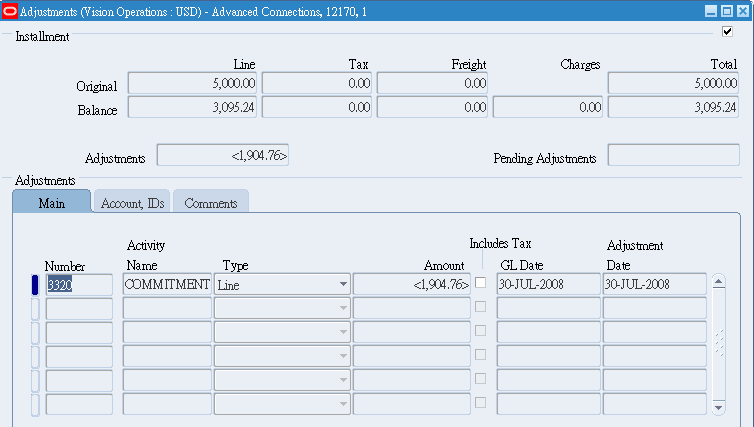 Adjustments (Vision Operations : USD) - Advanced Connections, 12170, 1
Installment
Line Tax Freight Charges Total
Original 5,000.00 0.00 0.00 5,000.00
Balance 3,095.24 0.00 0.00 0.00 3,095.24
Adjustments <1,904.76> Pending Adjustments
Adjustments
Main Account, IDs Comments
Activity Includes Tax Adjustment
Number Name Type Amount GL Date Date
3320 COMMITMENT Line <1,904.76> 30-JUL-2008 30-JUL-2008